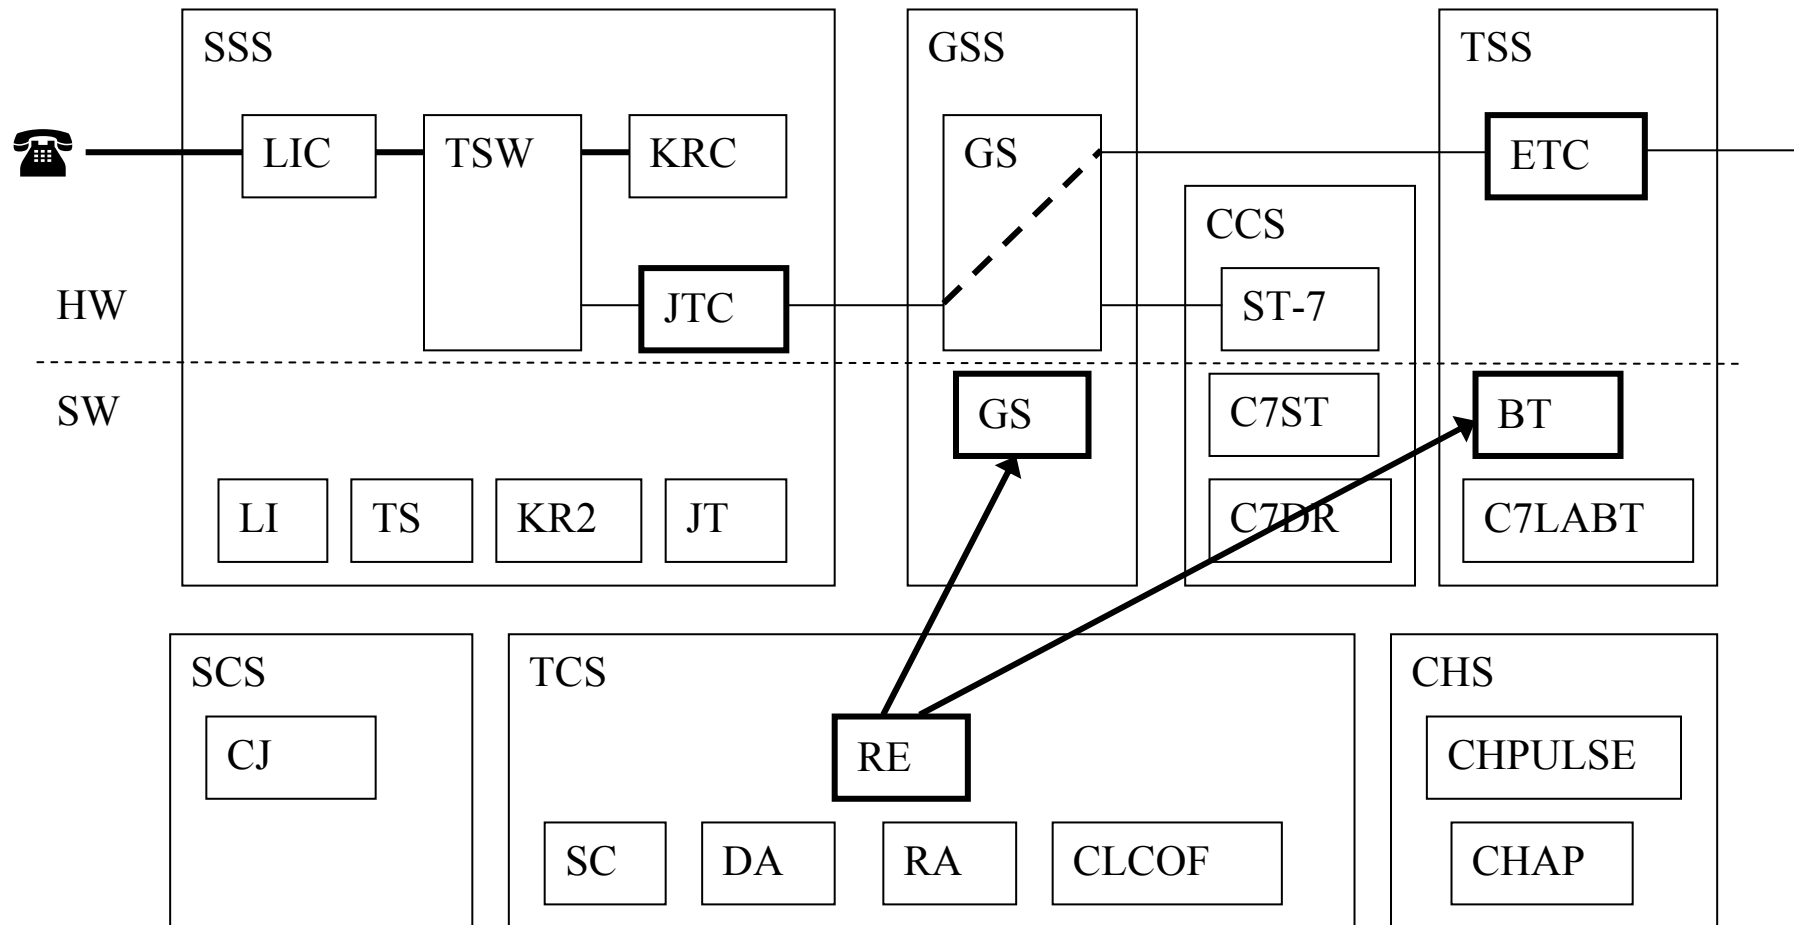 SSS
GSS
TSS
LIC
TSW
KRC
GS
ETC
CCS
HW
JTC
ST-7
SW
GS
C7ST
BT
LI
TS
KR2
JT
C7DR
C7LABT
SCS
TCS
CHS
CJ
RE
CHPULSE
SC
DA
RA
CLCOF
CHAP